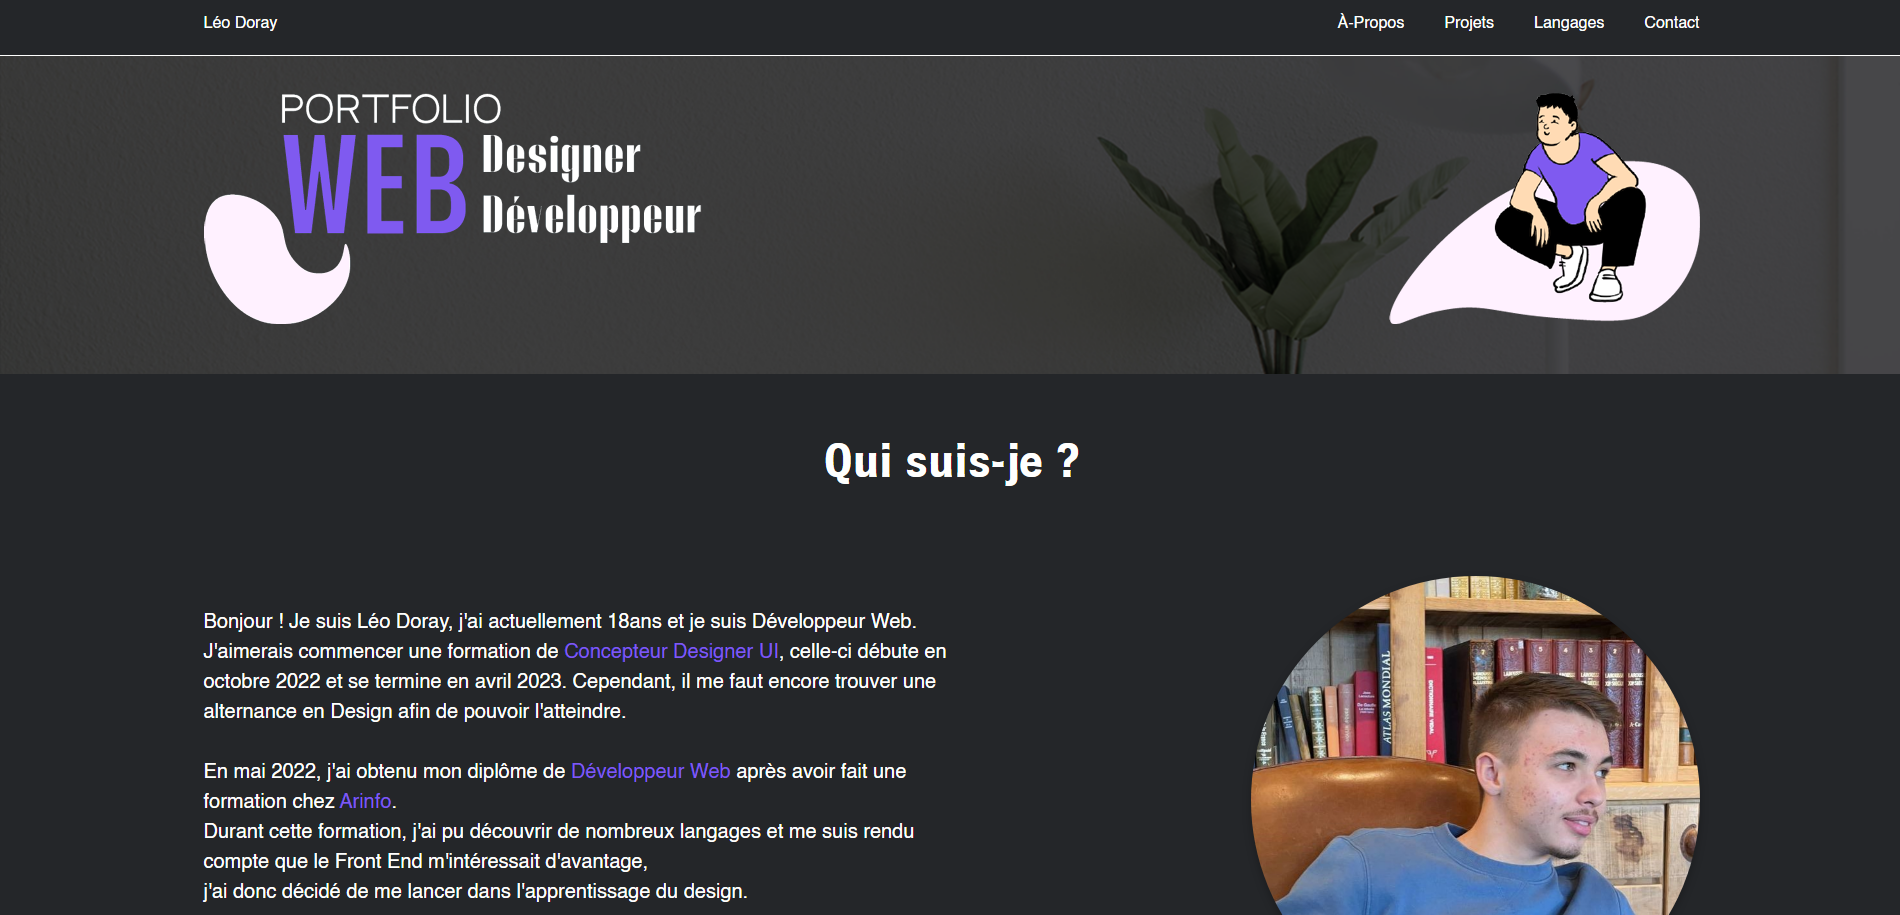 Léo Doray
À-Propos Projets Langages Contact
PORTFOLIO
WEB Designer
Développeur
Qui suis-je ?
Bonjour ! Je suis Léo Doray, j'ai actuellement 18ans et je suis Développeur Web.
J'aimerais commencer une formation de Concepteur Designer UI, celle-ci débute en
octobre 2022 et se termine en avril 2023. Cependant, il me faut encore trouver une
alternance en Design afin de pouvoir l'atteindre.
En mai 2022, j'ai obtenu mon diplôme de Développeur Web après avoir fait une
formation chez Arinfo.
Durant cette formation, j'ai pu découvrir de nombreux langages et me suis rendu
compte que le Front End m'intéressait d'avantage,
j'ai donc décidé de me lancer dans l'apprentissage du design.
ATLAS MONDIAL